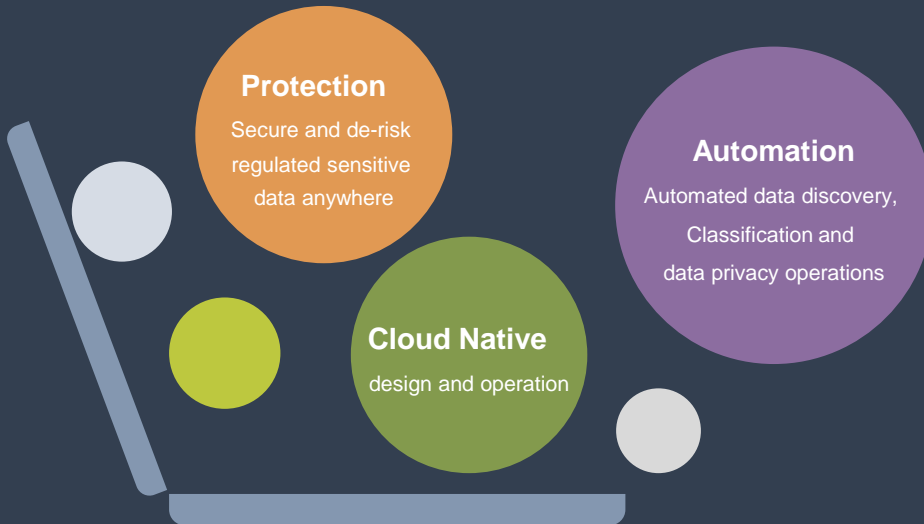 Protection
Secure and de-risk
regulated sensitive
data anywhere
Automation
Automated data discovery,
Classification and
data privacy operations
Cloud Native
design and operation